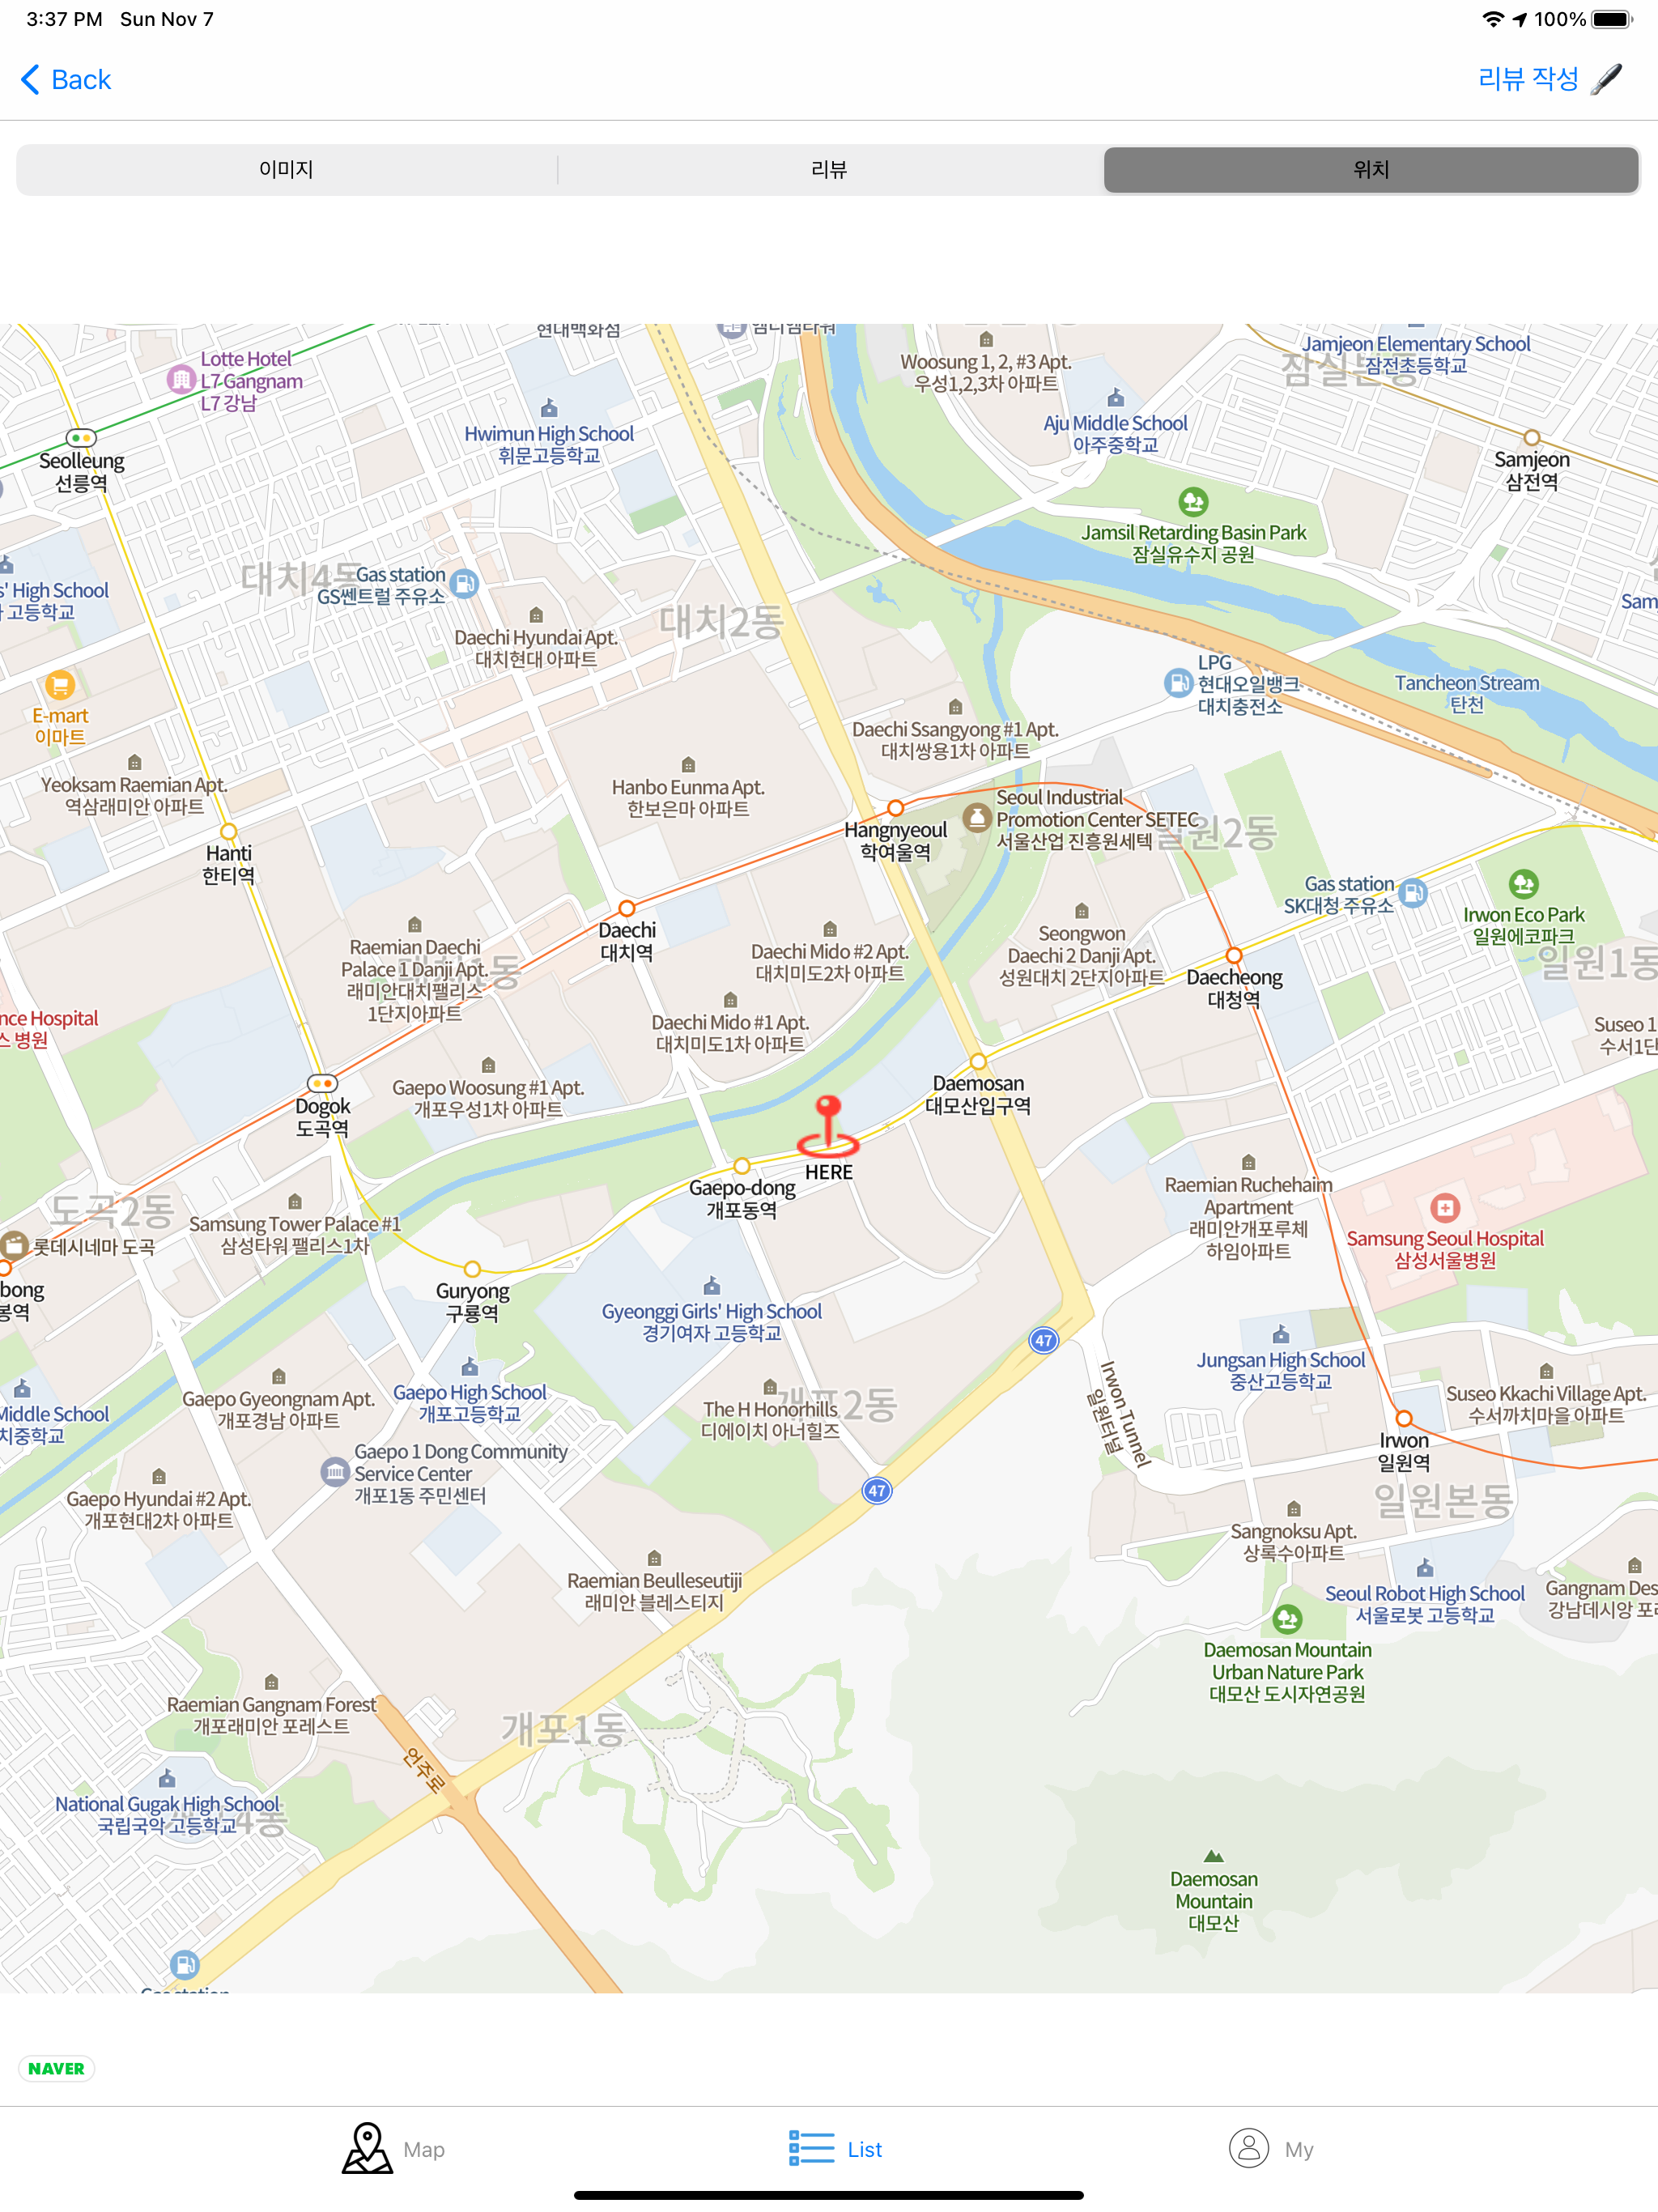 3:37 PM Sun Nov 7
100%
Back
리뷰 작성
이미지
리뷰
위치
현대백화점
Woosung 1, 2, #3 Apt.
우성1,2,3차 아파트
Jamjeon Elementary School
잠전초등학교
Lotte Hotel
L7 Gangnam
L7 강남
Hwimun High School
휘문고등학교
Aju Middle School
아주중학교
Seolleung
선릉역
Samjeon
삼전역
Jamsil Retarding Basin Park
잠실유수지 공원
대치4동
Gas station
GS쎈트럴 주유소
s' High School
고등학교
Sam
대치2동
Daechi Hyundai Apt.
대치현대 아파트
LPG
현대오일뱅크
대치충전소
Tancheon Stream
탄천
E-mart
이마트
Daechi Ssangyong #1 Apt.
대치쌍용1차 아파트
Yeoksam Raemian Apt.
역삼래미안 아파트
Hanbo Eunma Apt.
한보은마 아파트
Seoul Industrial
Promotion Center SETEC
서울산업 진흥원세텍
일원2동
Hangnyeoul
학여울역
Hanti
한티역
Gas station
SK대청 주유소
Irwon Eco Park
일원에코파크
일원1동
Daechi
대치역
Raemian Daechi
Palace 1 Danji Apt.
래미안대치팰리스
1단지아파트
Daechi Mido #2 Apt.
대치미도2차 아파트
Seongwon
Daechi 2 Danji Apt.
성원대치 2단지아파트
Daecheong
대청역
nce Hospital
스 병원
Daechi Mido #1 Apt.
대치미도1차 아파트
Suseo 1
수서1단
Gaepo Woosung #1 Apt.
개포우성1차 아파트
Daemosan
대모산입구역
Dogok
도곡역
HERE
Gaepo-dong
개포동역
Raemian Ruchehaim
Apartment
래미안개포루체
하임아파트
Samsung Seoul Hospital
삼성서울병원
도곡2동
Samsung Tower Palace #1
삼성타워 팰리스1차
롯데시네마 도곡
bong
봉역
Guryong
구룡역
Gyeonggi Girls' High School
경기여자 고등학교
47
Jungsan High School
중산고등학교
Irwon Tunnel
일원터널
Gaepo Gyeongnam Apt.
개포경남 아파트
Gaepo High School
개포고등학교
The H Honorhills
디에이치 아너힐즈
개포2동
Suseo Kkachi Village Apt.
수서까치마을 아파트
Middle School
치중학교
Irwon
일원역
Gaepo 1 Dong Community
Service Center
개포1동 주민센터
47
Gaepo Hyundai #2 Apt.
개포현대2차 아파트
일원본동
Sangnoksu Apt.
상록수아파트
Raemian Beulleseutiji
래미안 블레스티지
Seoul Robot High School
서울로봇 고등학교
Gangnam Des
강남데시앙 포레
Daemosan Mountain
Urban Nature Park
대모산 도시자연공원
Raemian Gangnam Forest
개포래미안 포레스트
개포1동
언주로
National Gugak High School
국립국악 고등학교
4동
Daemosan
Mountain
대모산
Gas station
NAVER
Map
List
My